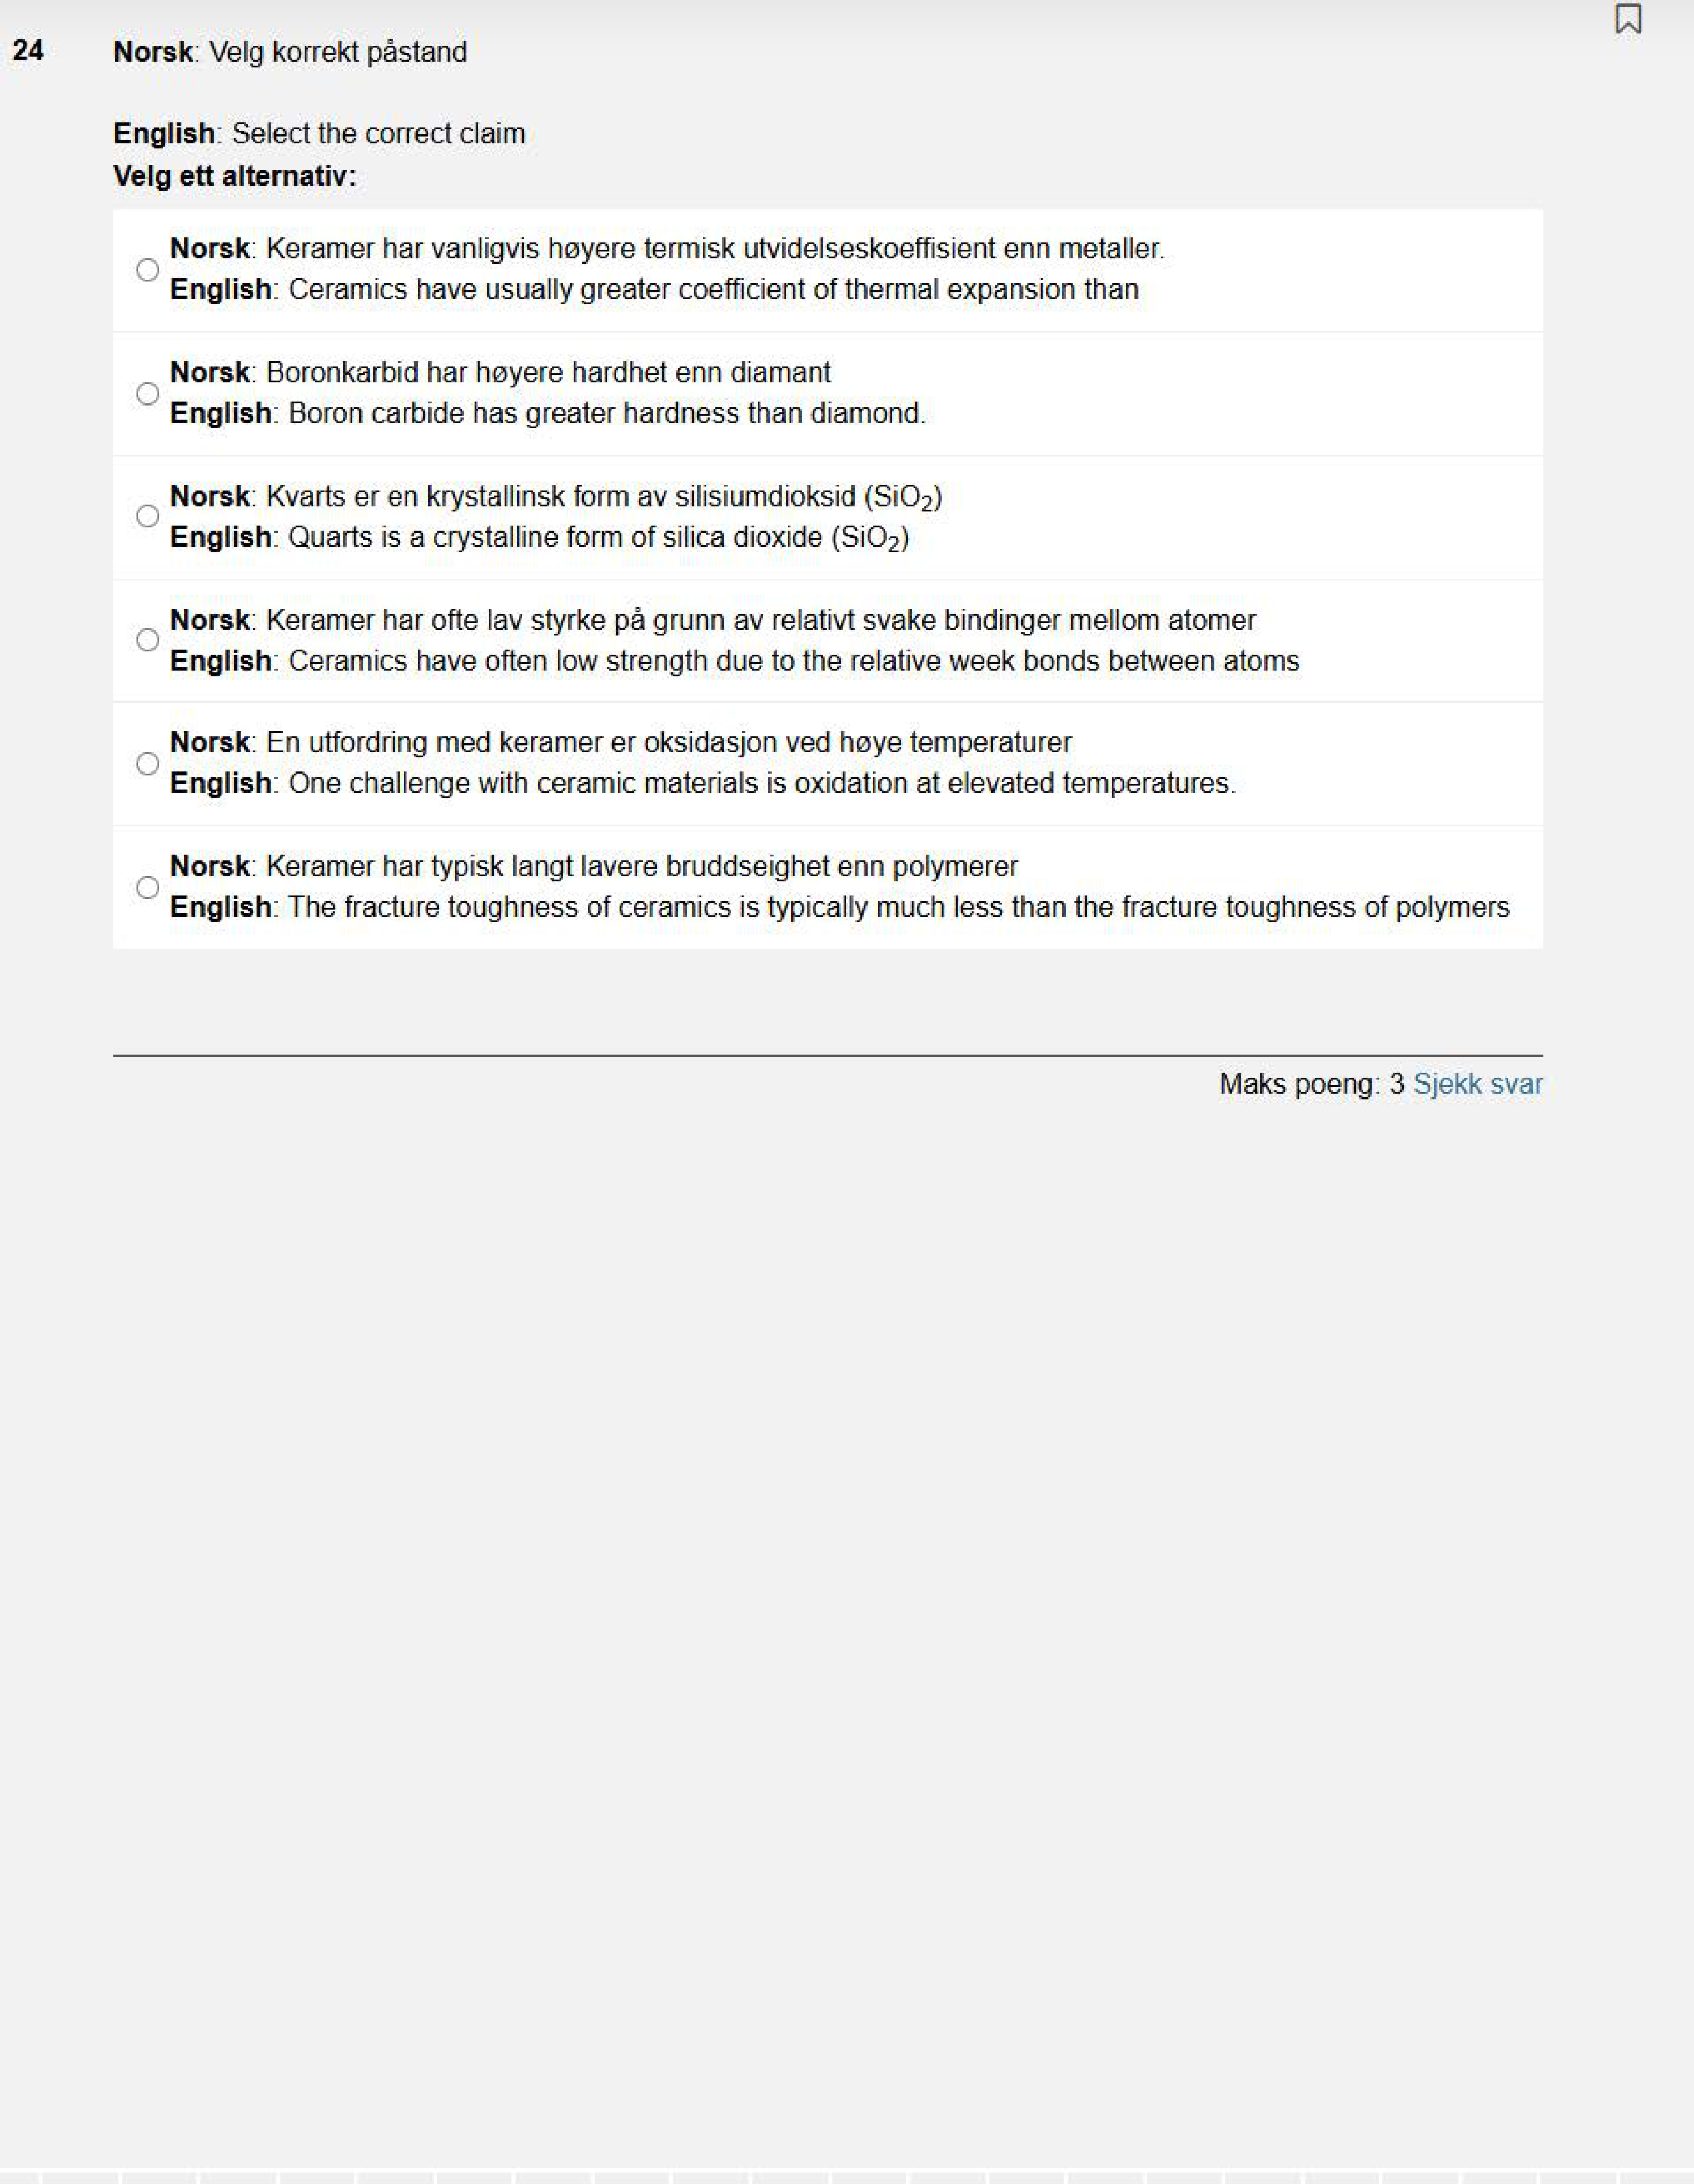 24 Norsk: Velg korrekt påstand
English: Select the correct claim
Velg ett alternativ:
Norsk: Keramer har vanligvis høyere termisk utvidelseskoeffisient enn metaller.
English: Ceramics have usually greater coefficient of thermal expansion than
Norsk: Boronkarbid har høyere hardhet enn diamant
English: Boron carbide has greater hardness than diamond.
Norsk: Kvarts er en krystallinsk form av silisiumdioksid (SiO₂)
English: Quarts is a crystalline form of silica dioxide (SiO₂)
Norsk: Keramer har ofte lav styrke på grunn av relativt svake bindinger mellom atomer
English: Ceramics have often low strength due to the relative week bonds between atoms
Norsk: En utfordring med keramer er oksidasjon ved høye temperaturer
English: One challenge with ceramic materials is oxidation at elevated temperatures.
Norsk: Keramer har typisk langt lavere bruddseighet enn polymerer
English: The fracture toughness of ceramics is typically much less than the fracture toughness of polymers
Maks poeng: 3 Sjekk svar